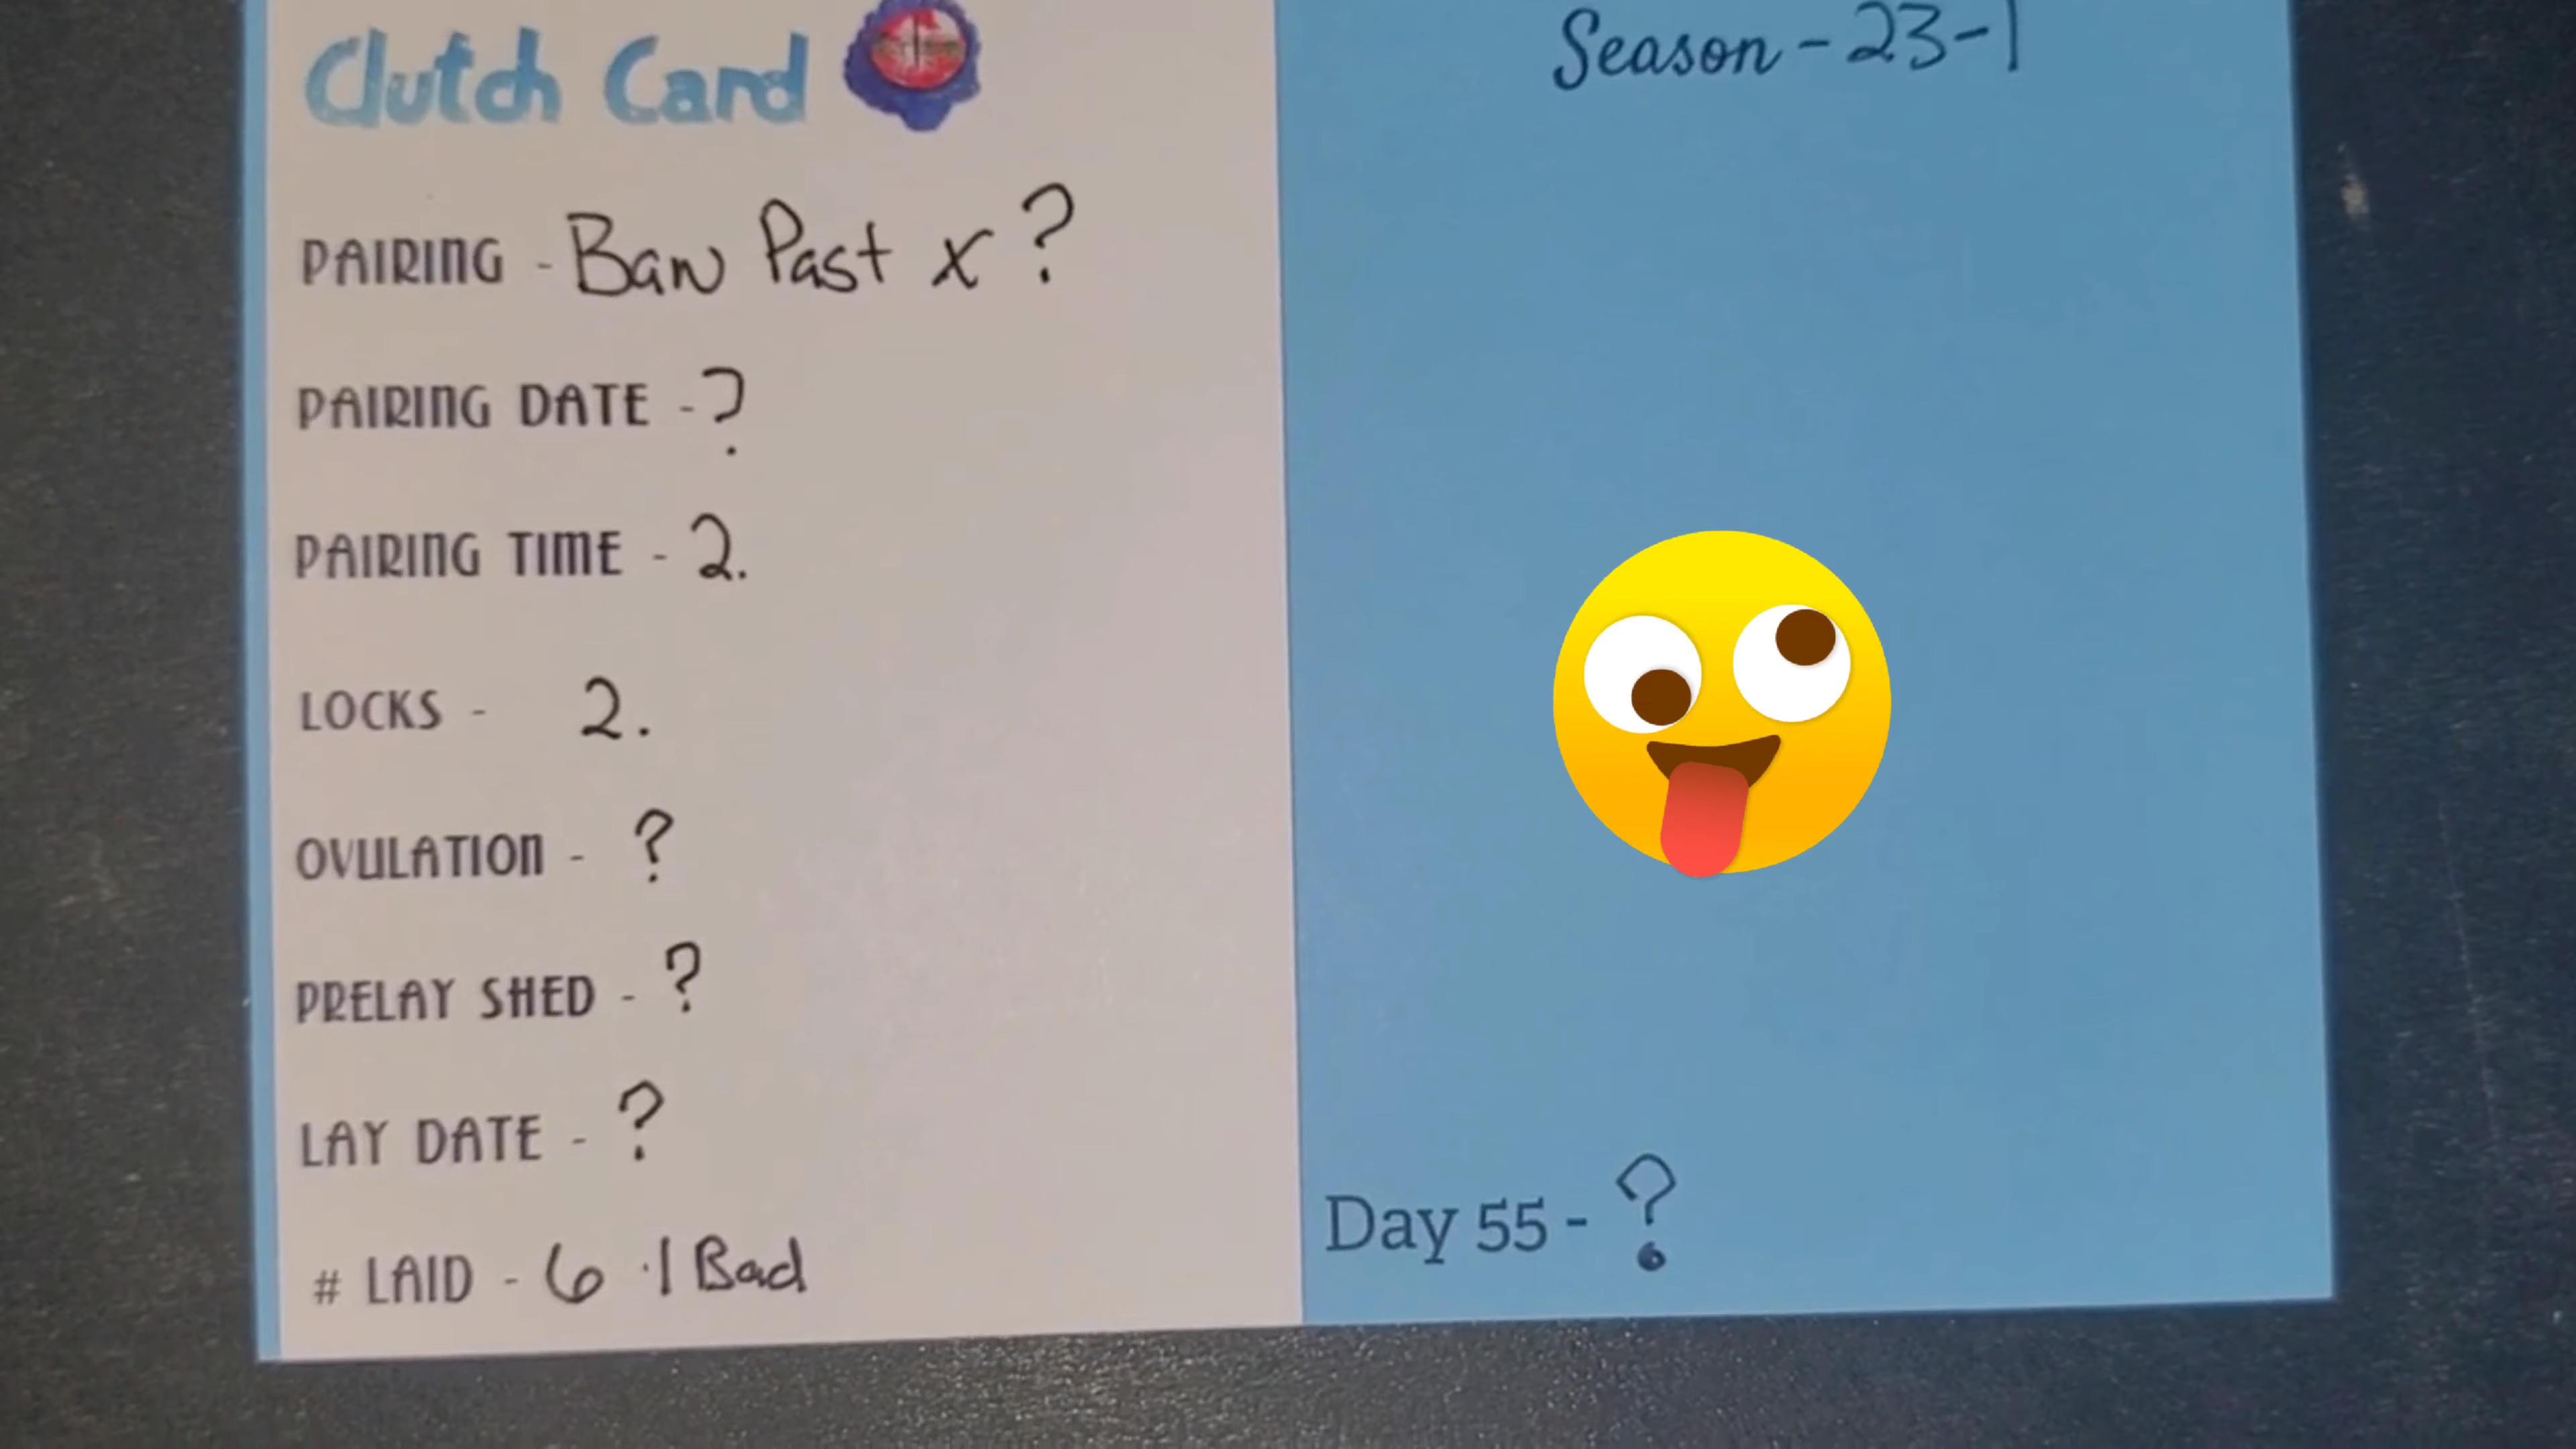 Clutch Card
Season - 23-1
PAIRING - Ban Past x ?
PAIRING DATE - ?
PAIRING TIME - 2.
LOCKS - 2.
OVULATION - ?
PRELAY SHED - ?
LAY DATE - ?
# LAID - 6 .1 Bad
Day 55 - ?